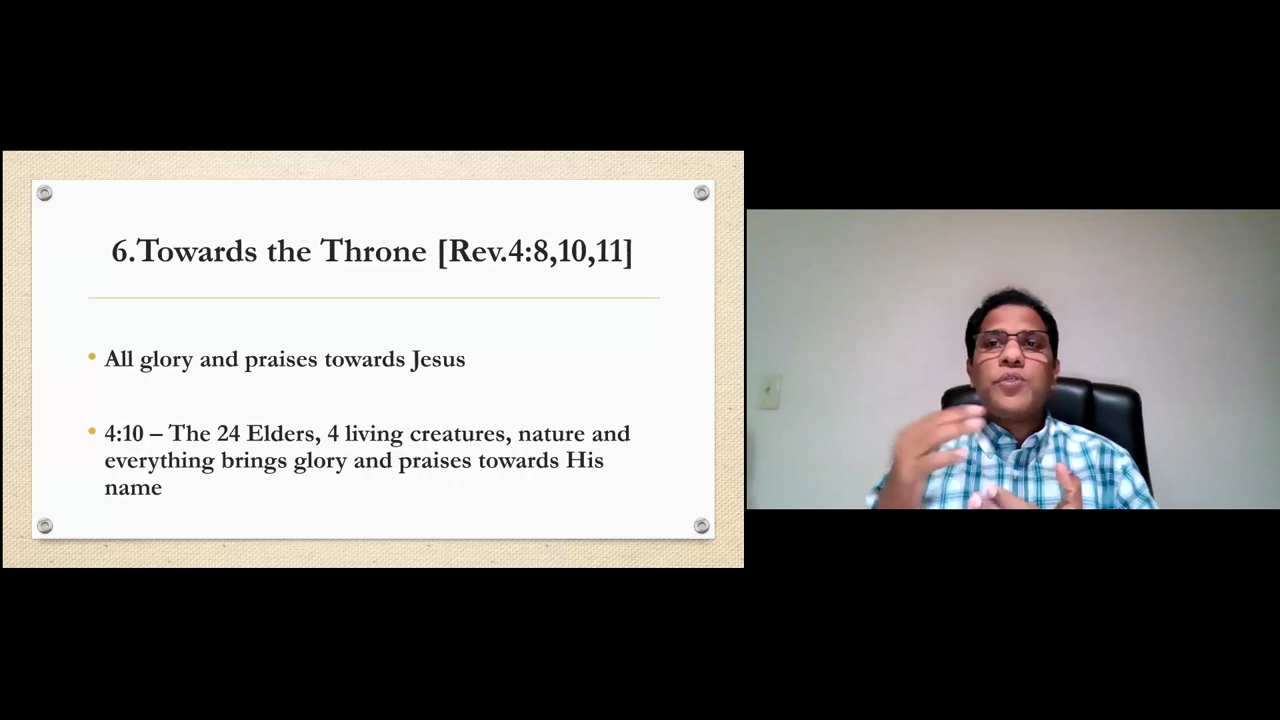 6.Towards the Throne [Rev.4:8,10,11]
• All glory and praises towards Jesus
• 4:10 – The 24 Elders, 4 living creatures, nature and
everything brings glory and praises towards His
name